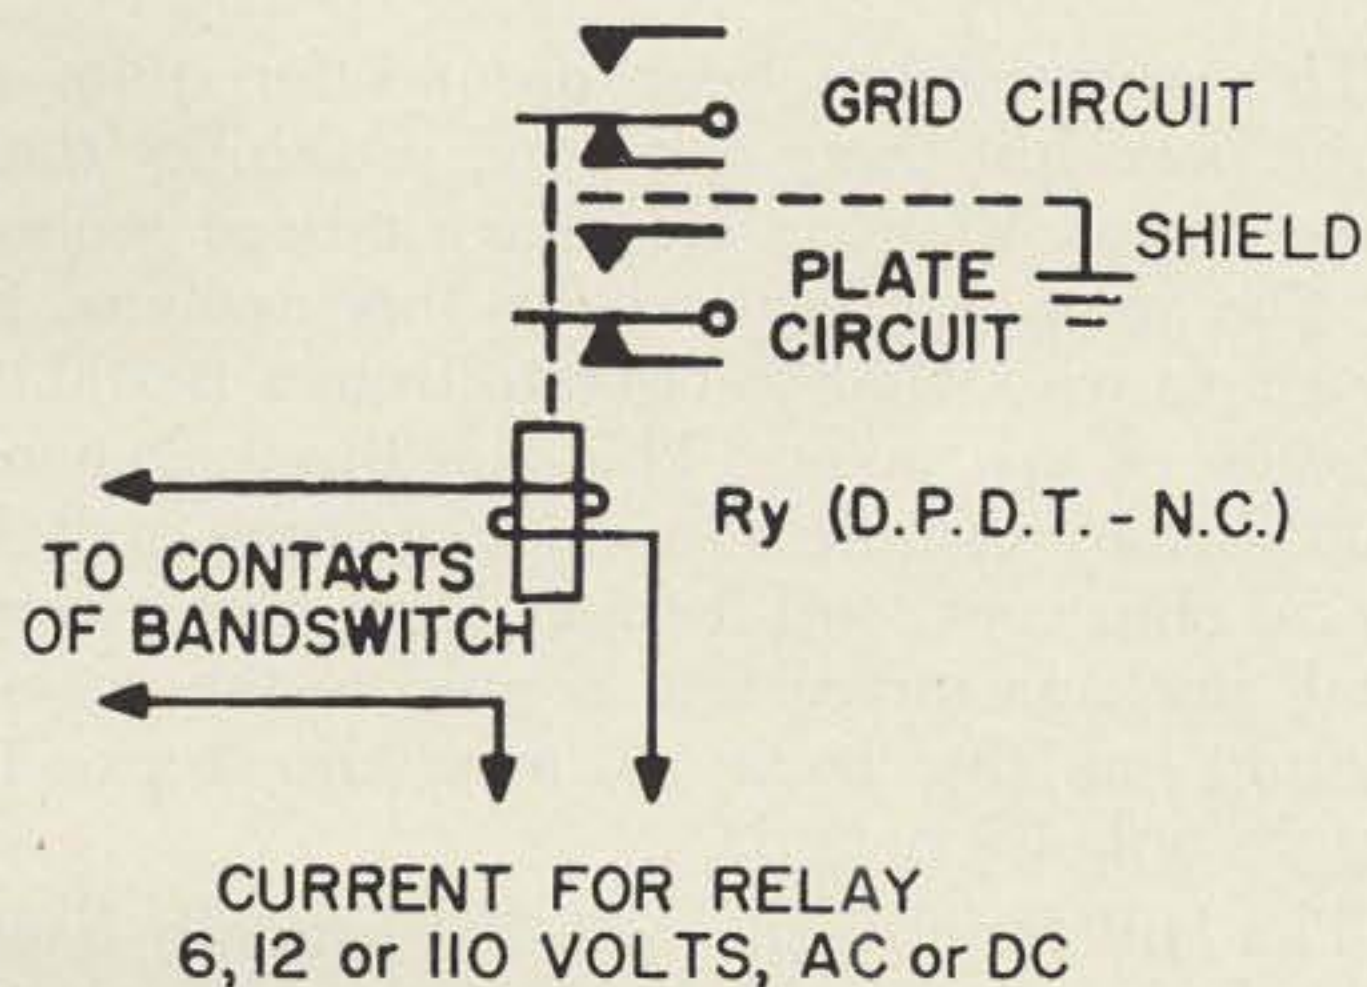 GRID CIRCUIT
SHIELD
PLATE
CIRCUIT
Ry (D.P.D.T. - N.C.)
TO CONTACTS
OF BANDSWITCH
CURRENT FOR RELAY
6, 12 or 110 VOLTS, AC or DC